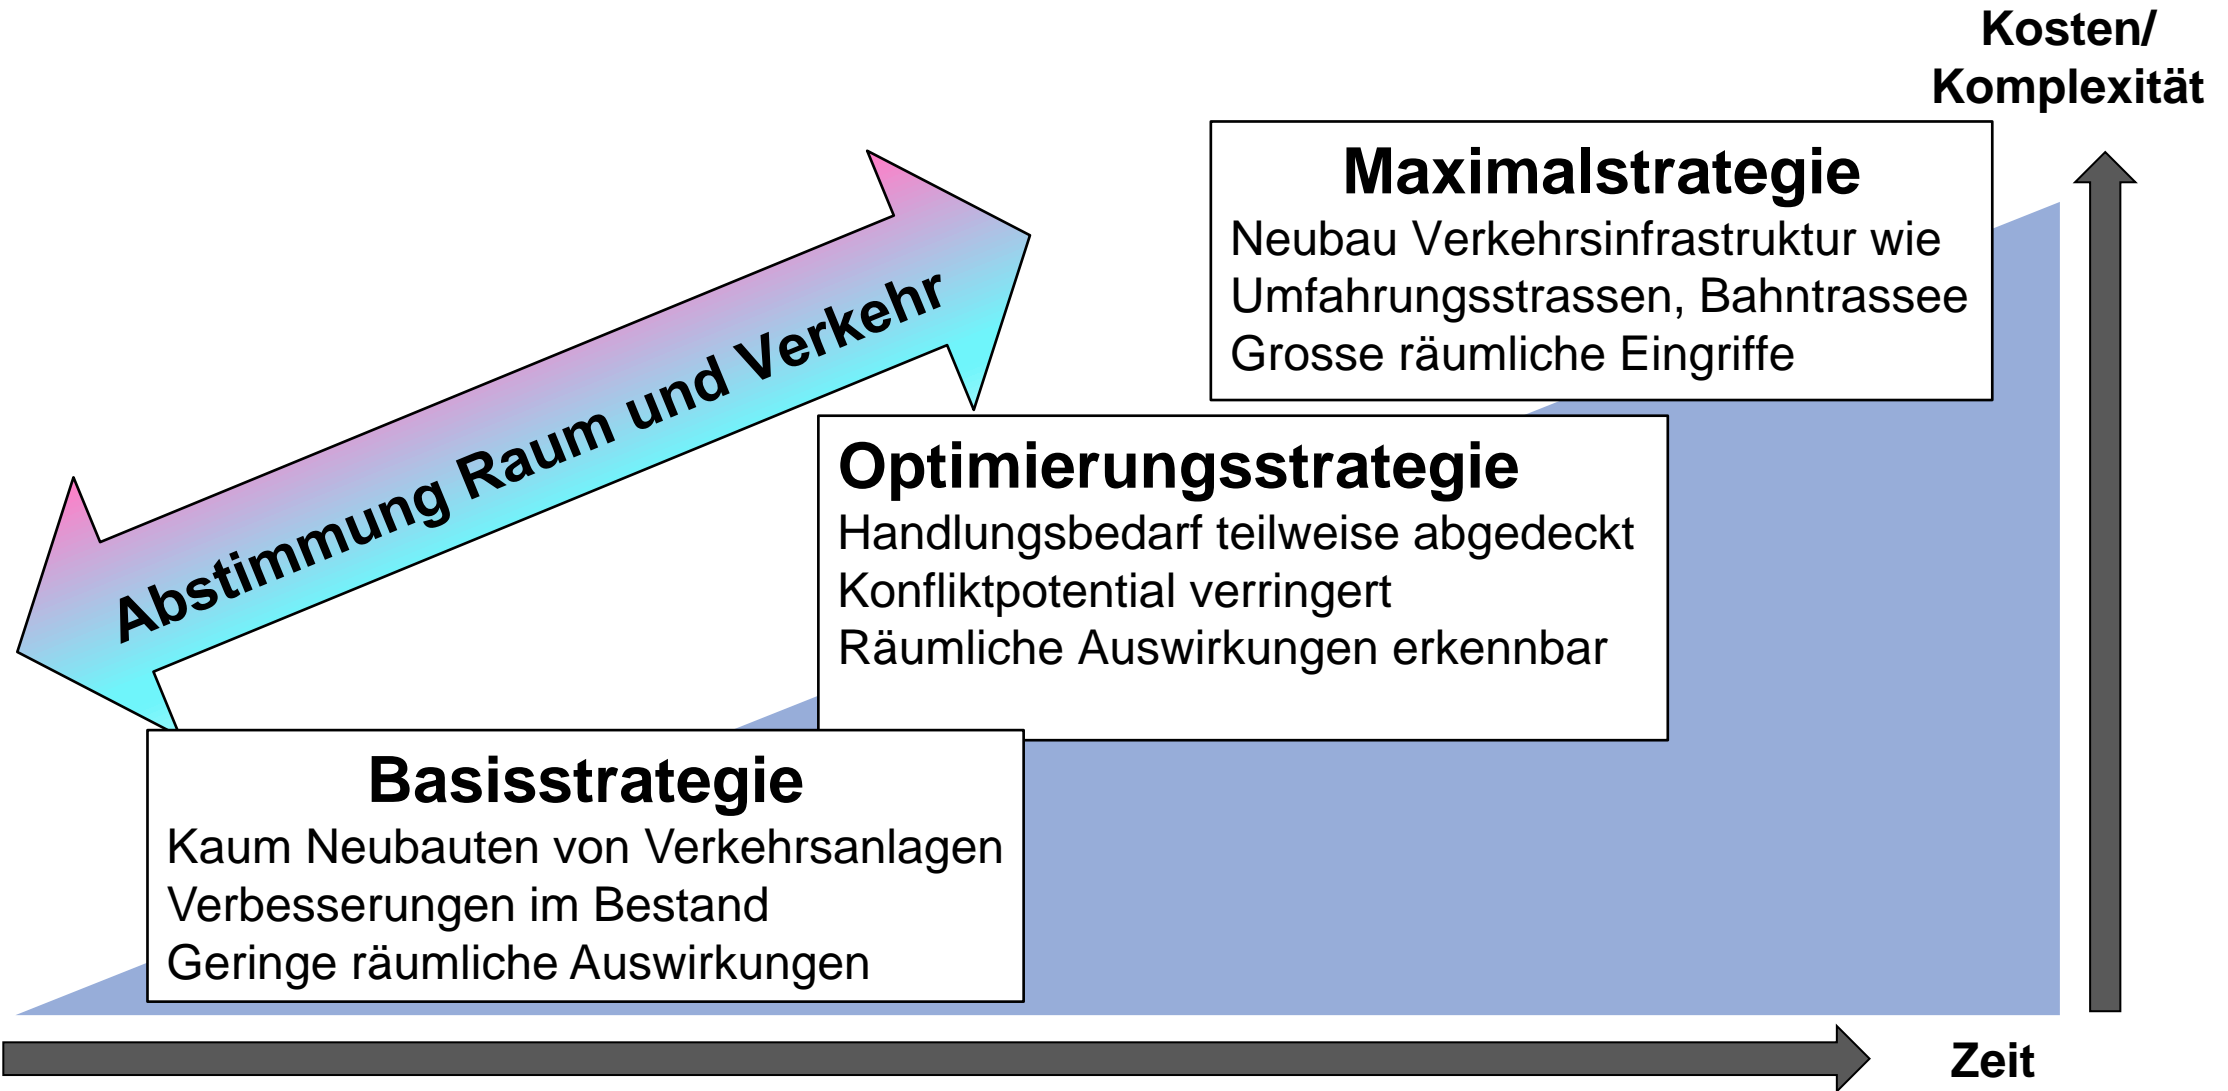 Kosten/
Komplexität
Maximalstrategie
Neubau Verkehrsinfrastruktur wie
Umfahrungsstrassen, Bahntrassee
Grosse räumliche Eingriffe
Abstimmung Raum und Verkehr
Optimierungsstrategie
Handlungsbedarf teilweise abgedeckt
Konfliktpotential verringert
Räumliche Auswirkungen erkennbar
Basisstrategie
Kaum Neubauten von Verkehrsanlagen
Verbesserungen im Bestand
Geringe räumliche Auswirkungen
Zeit